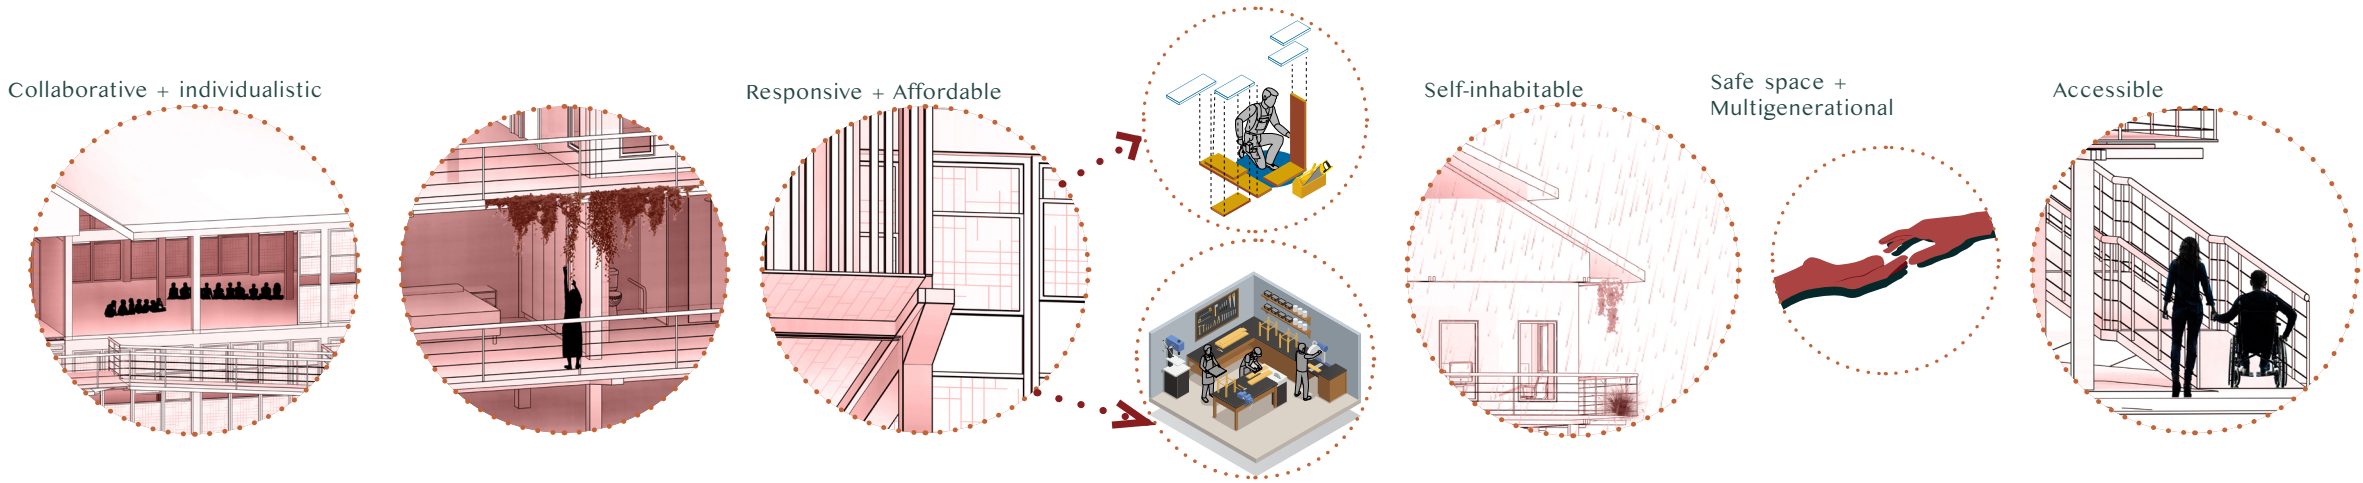 Collaborative + individualistic
Responsive + Affordable
Self-inhabitable
Safe space +
Multigenerational
Accessible